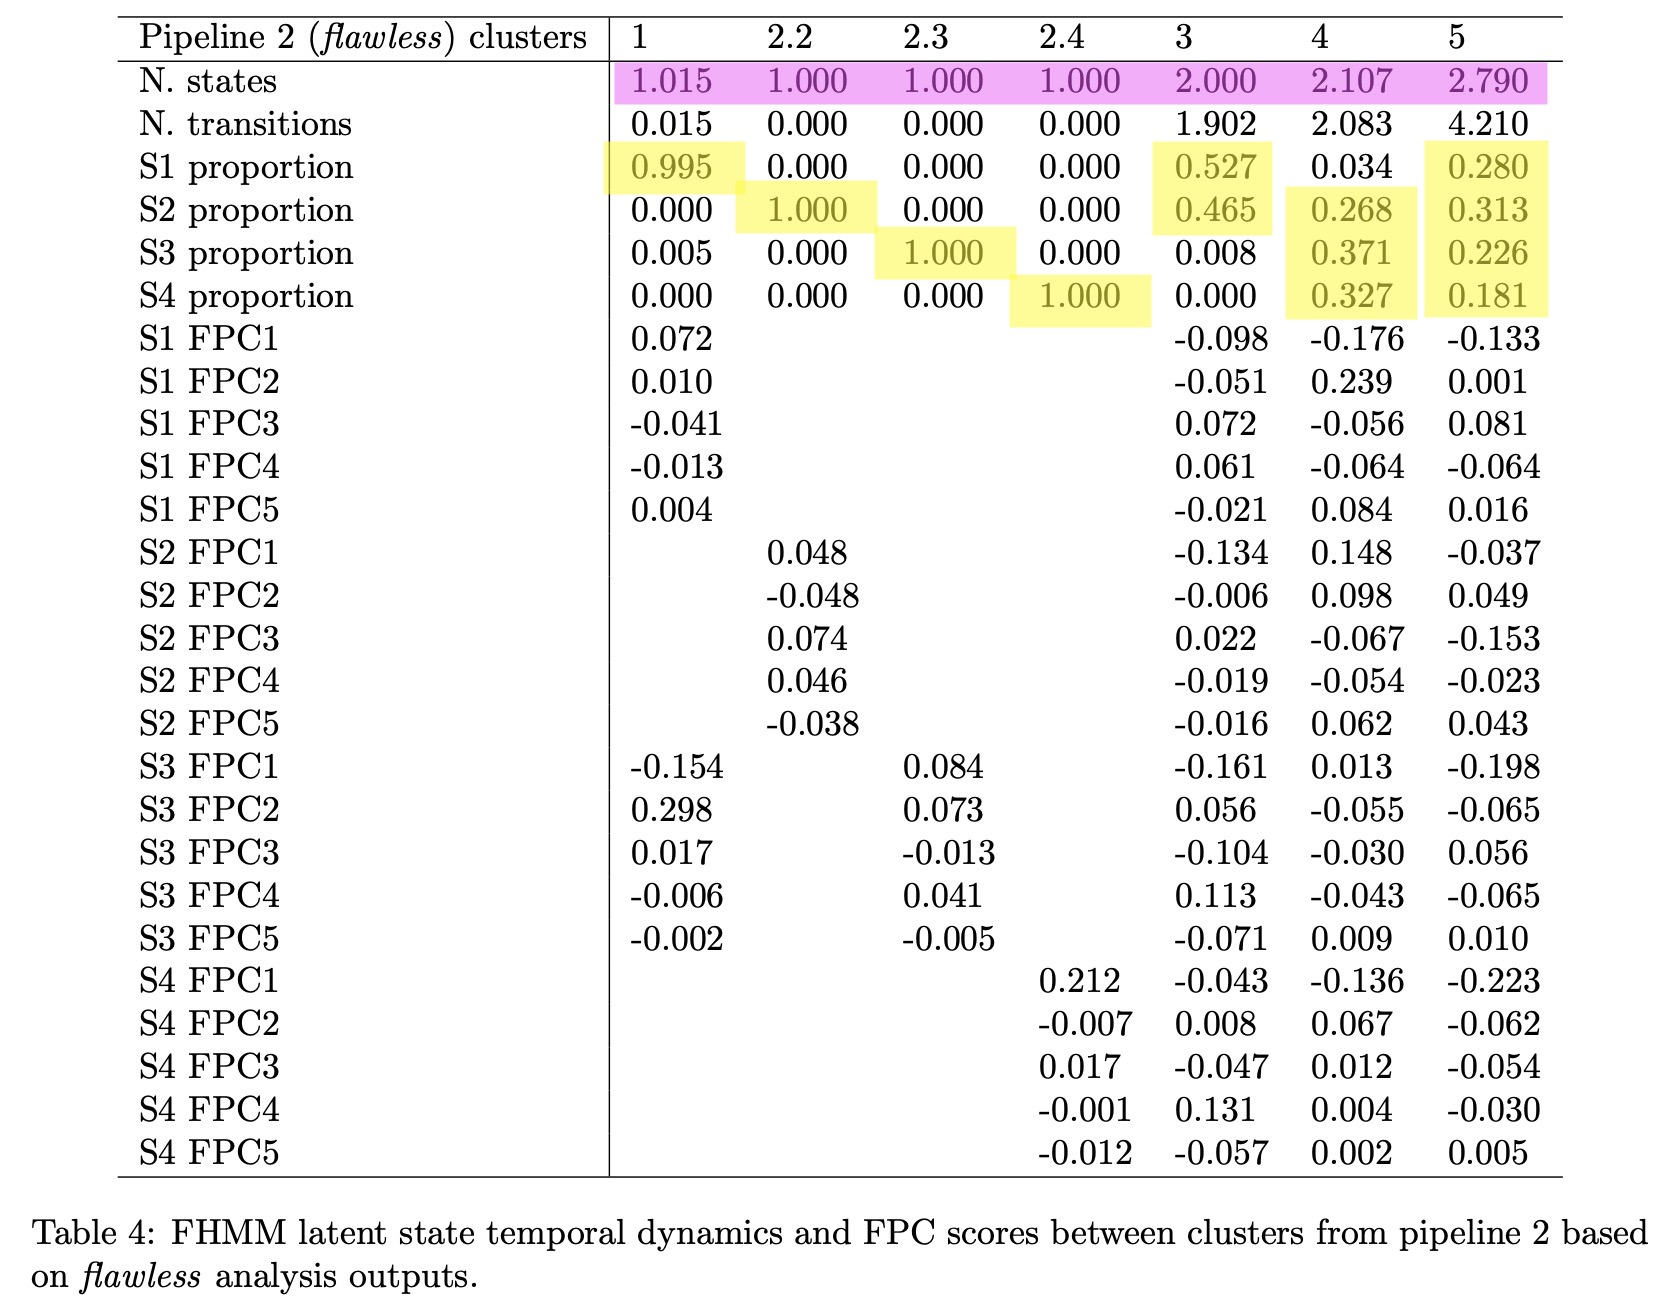 Pipeline 2 (flawless) clusters 1 2.2 2.3 2.4 3 4 5
N. states 1.015 1.000 1.000 1.000 2.000 2.107 2.790
N. transitions 0.015 0.000 0.000 0.000 1.902 2.083 4.210
S1 proportion 0.995 0.000 0.000 0.000 0.527 0.034 0.280
S2 proportion 0.000 1.000 0.000 0.000 0.465 0.268 0.313
S3 proportion 0.005 0.000 1.000 0.000 0.008 0.371 0.226
S4 proportion 0.000 0.000 0.000 1.000 0.000 0.327 0.181
S1 FPC1 0.072 -0.098 -0.176 -0.133
S1 FPC2 0.010 -0.051 0.239 0.001
S1 FPC3 -0.041 0.072 -0.056 0.081
S1 FPC4 -0.013 0.061 -0.064 -0.064
S1 FPC5 0.004 -0.021 0.084 0.016
S2 FPC1 0.048 -0.134 0.148 -0.037
S2 FPC2 -0.048 -0.006 0.098 0.049
S2 FPC3 0.074 0.022 -0.067 -0.153
S2 FPC4 0.046 -0.019 -0.054 -0.023
S2 FPC5 -0.038 -0.016 0.062 0.043
S3 FPC1 -0.154 0.084 -0.161 0.013 -0.198
S3 FPC2 0.298 0.073 0.056 -0.055 -0.065
S3 FPC3 0.017 -0.013 -0.104 -0.030 0.056
S3 FPC4 -0.006 0.041 0.113 -0.043 -0.065
S3 FPC5 -0.002 -0.005 -0.071 0.009 0.010
S4 FPC1 0.212 -0.043 -0.136 -0.223
S4 FPC2 -0.007 0.008 0.067 -0.062
S4 FPC3 0.017 -0.047 0.012 -0.054
S4 FPC4 -0.001 0.131 0.004 -0.030
S4 FPC5 -0.012 -0.057 0.002 0.005
Table 4: FHMM latent state temporal dynamics and FPC scores between clusters from pipeline 2 based
on flawless analysis outputs.